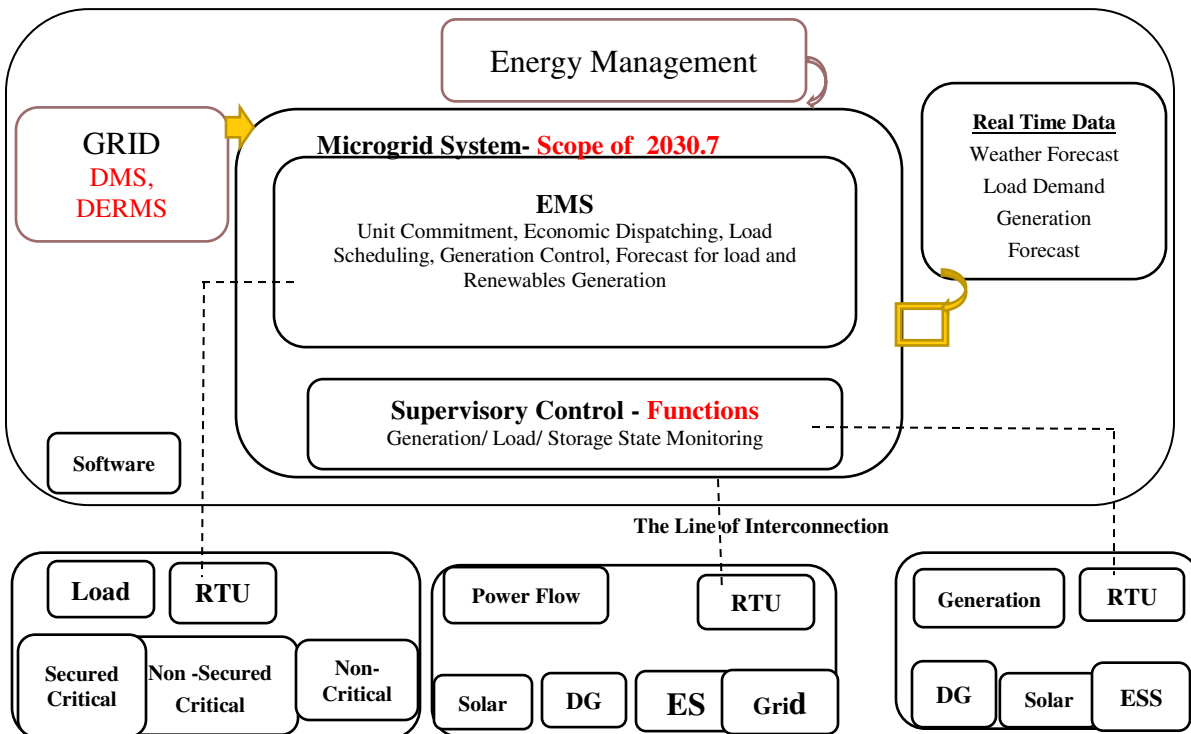 Energy Management
GRID
DMS,
DERMS
Real Time Data
Weather Forecast
Load Demand
Generation
Forecast
Microgrid System- Scope of 2030.7
EMS
Unit Commitment, Economic Dispatching, Load
Scheduling, Generation Control, Forecast for load and
Renewables Generation
Supervisory Control - Functions
Generation/ Load/ Storage State Monitoring
Software
The Line of Interconnection
Load
RTU
Secured
Critical
Non -Secured
Critical
Non-
Critical
Power Flow
RTU
Solar
DG
ES
Grid
Generation
RTU
DG
Solar
ESS